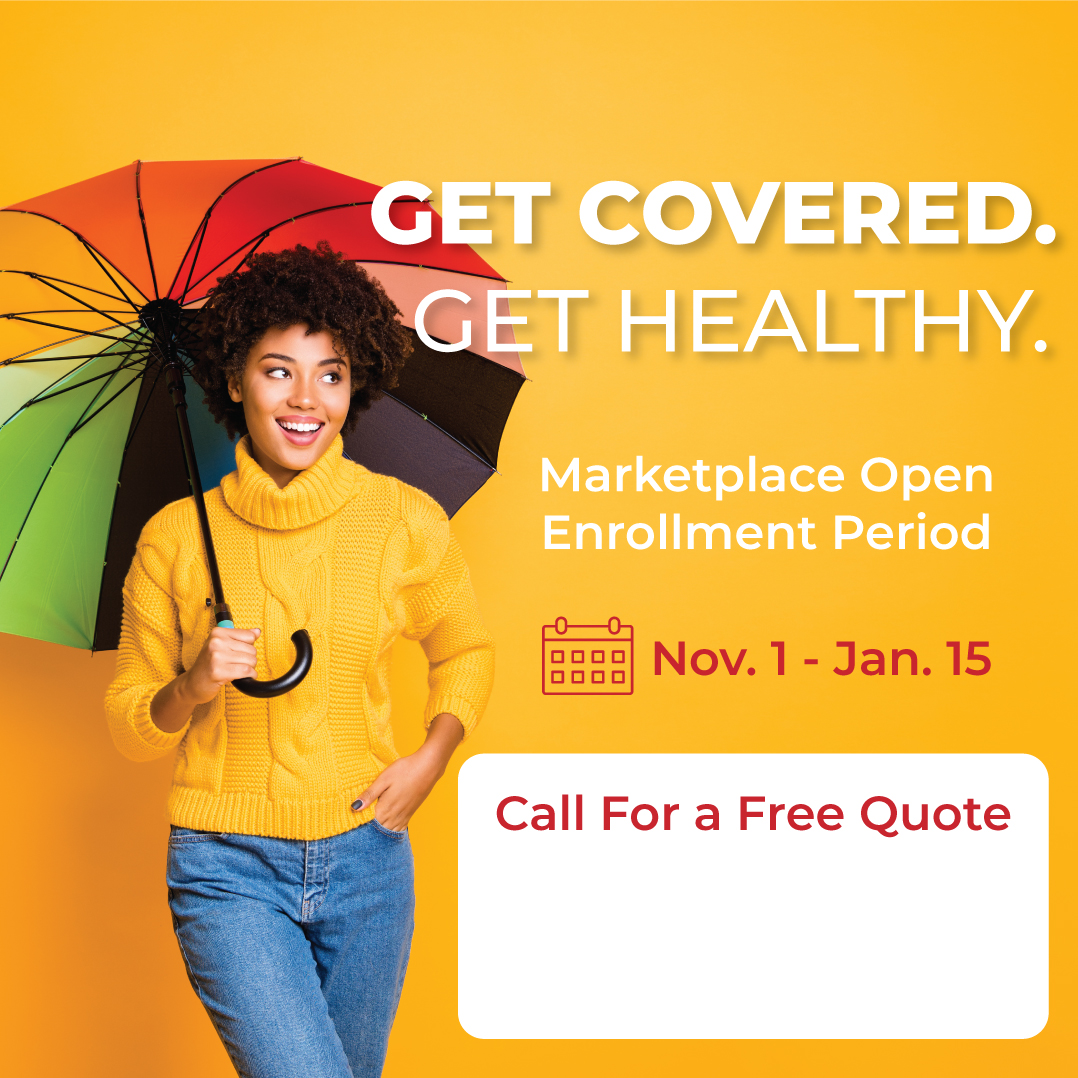 GET COVERED.
GET HEALTHY.
Marketplace Open
Enrollment Period
Nov. 1 - Jan. 15
Call For a Free Quote